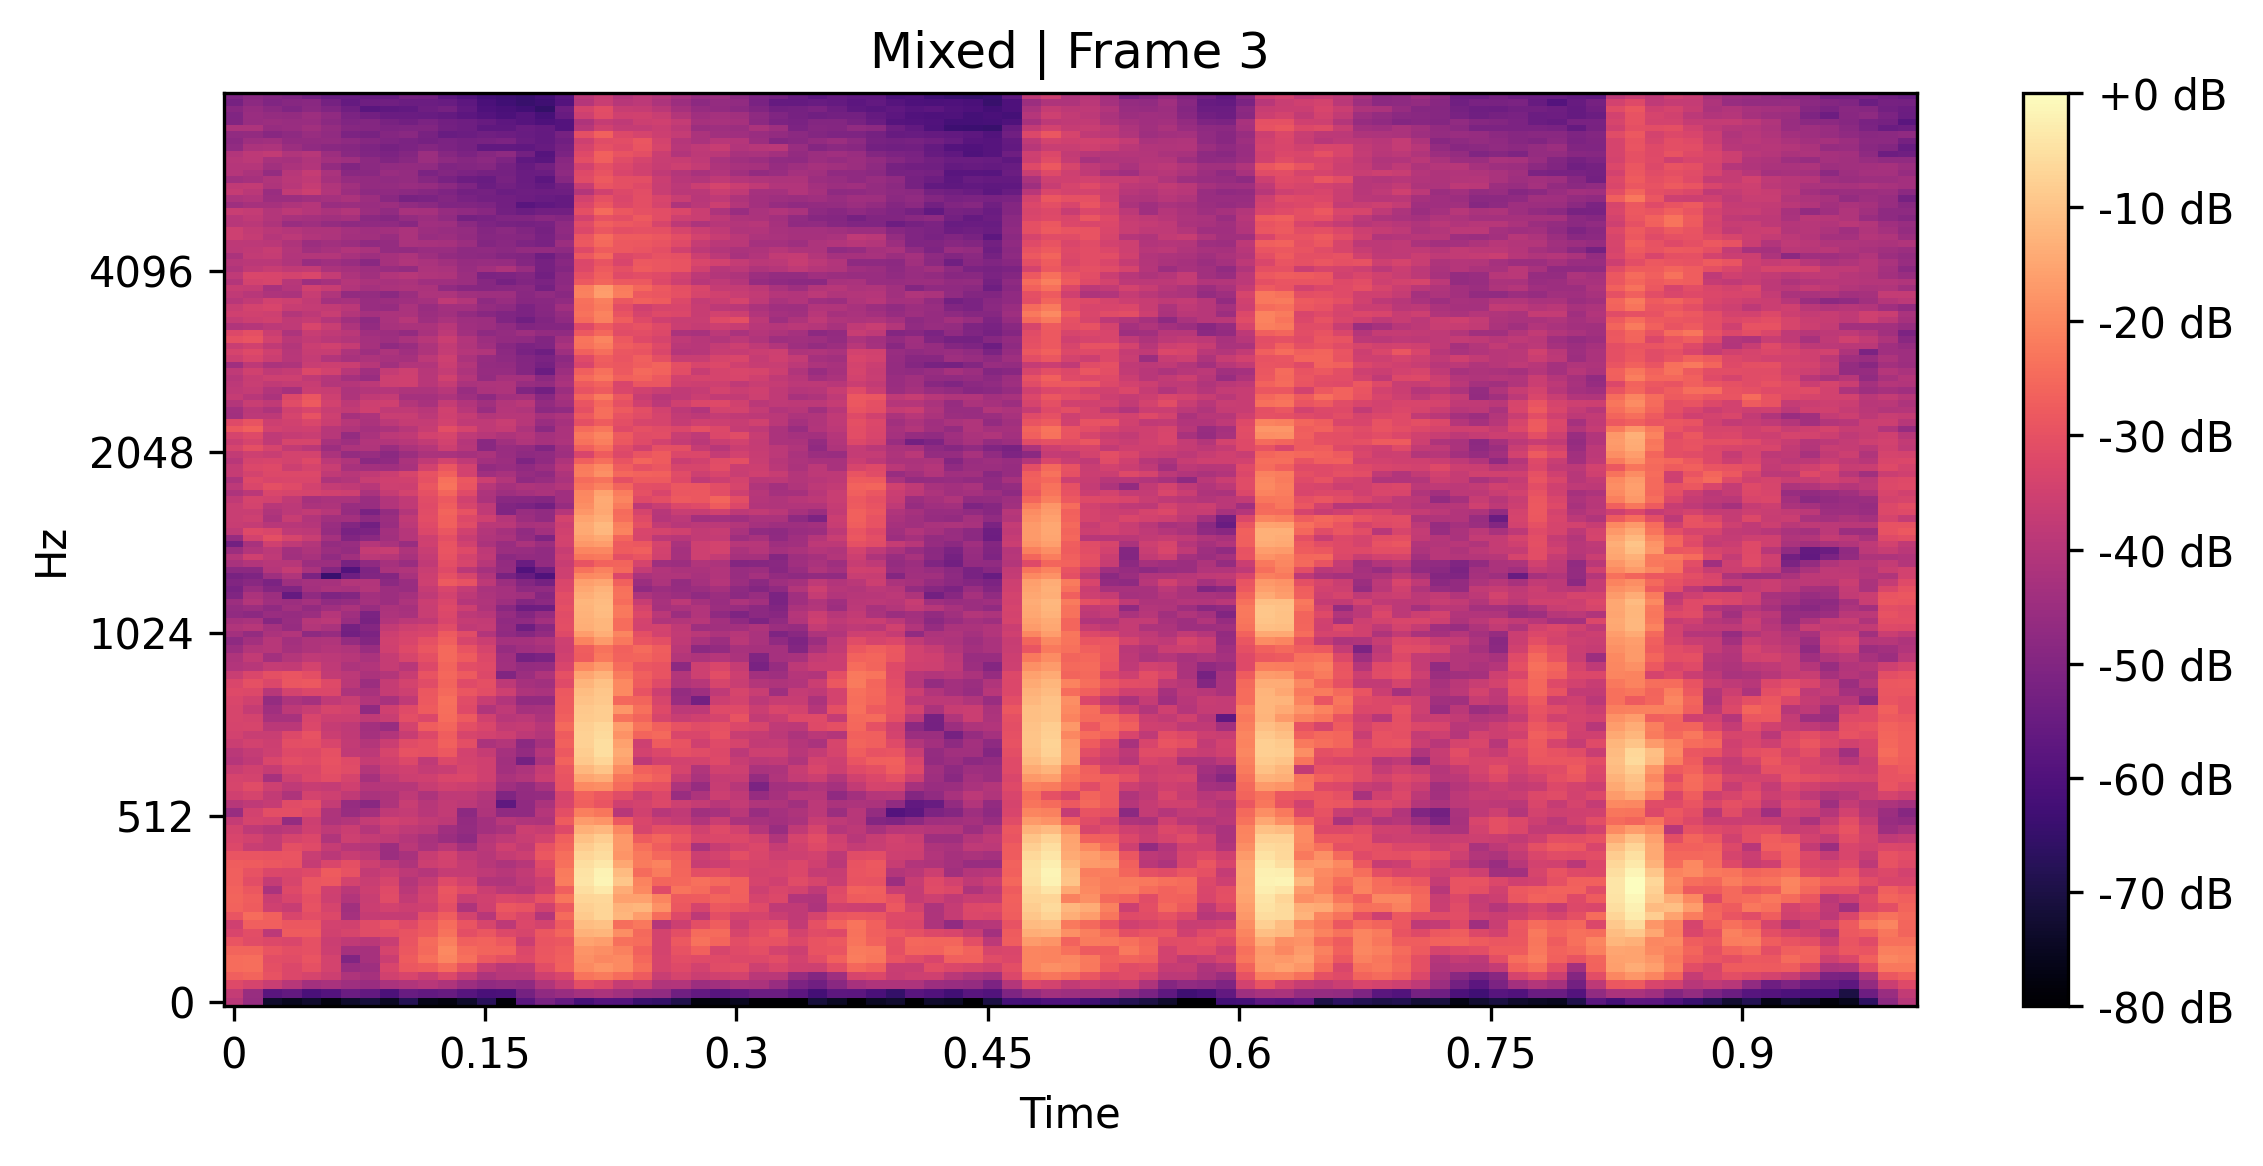 Mixed | Frame 3
Hz
4096
2048
1024
512
0
0 0.15 0.3 0.45 0.6 0.75 0.9
Time
+0 dB
-10 dB
-20 dB
-30 dB
-40 dB
-50 dB
-60 dB
-70 dB
-80 dB